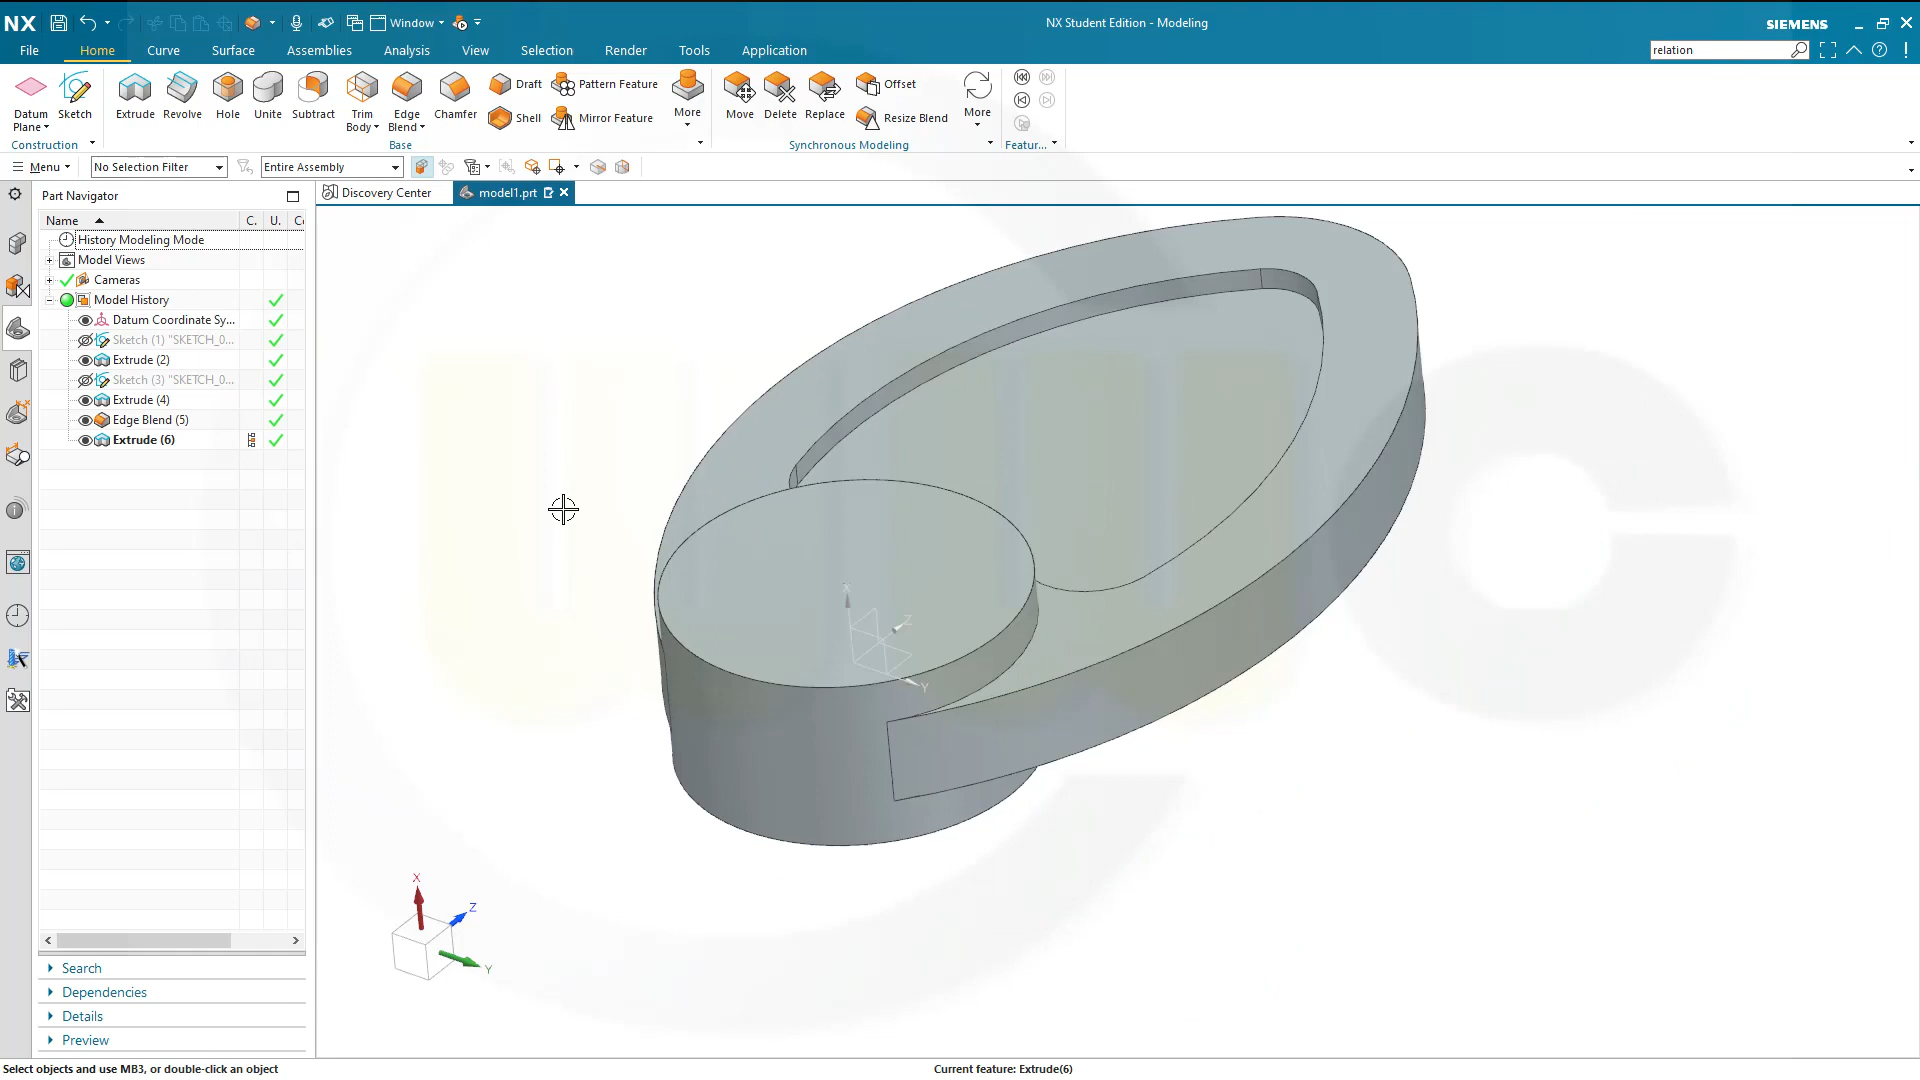 NX Window NX Student Edition - Modeling SIEMENS
File Home Curve Surface Assemblies Analysis View Selection Render Tools Application relation
Datum Plane Sketch Extrude Revolve Hole Unite Subtract Trim Body Edge Blend Chamfer Draft Pattern Feature More Move Delete Replace Offset More
Shell Mirror Feature Resize Blend
Construction Base Synchronous Modeling Featur...
Menu No Selection Filter Entire Assembly
Part Navigator Discovery Center model1.prt
Name C. U. Cc
History Modeling Mode
Model Views
Cameras
Model History
Datum Coordinate Sy...
Sketch (1) "SKETCH_0...
Extrude (2)
Sketch (3) "SKETCH_0...
Extrude (4)
Edge Blend (5)
Extrude (6)
X
Z
Y
X
Z
Y
Search
Dependencies
Details
Preview
Select objects and use MB3, or double-click an object Current feature: Extrude(6)